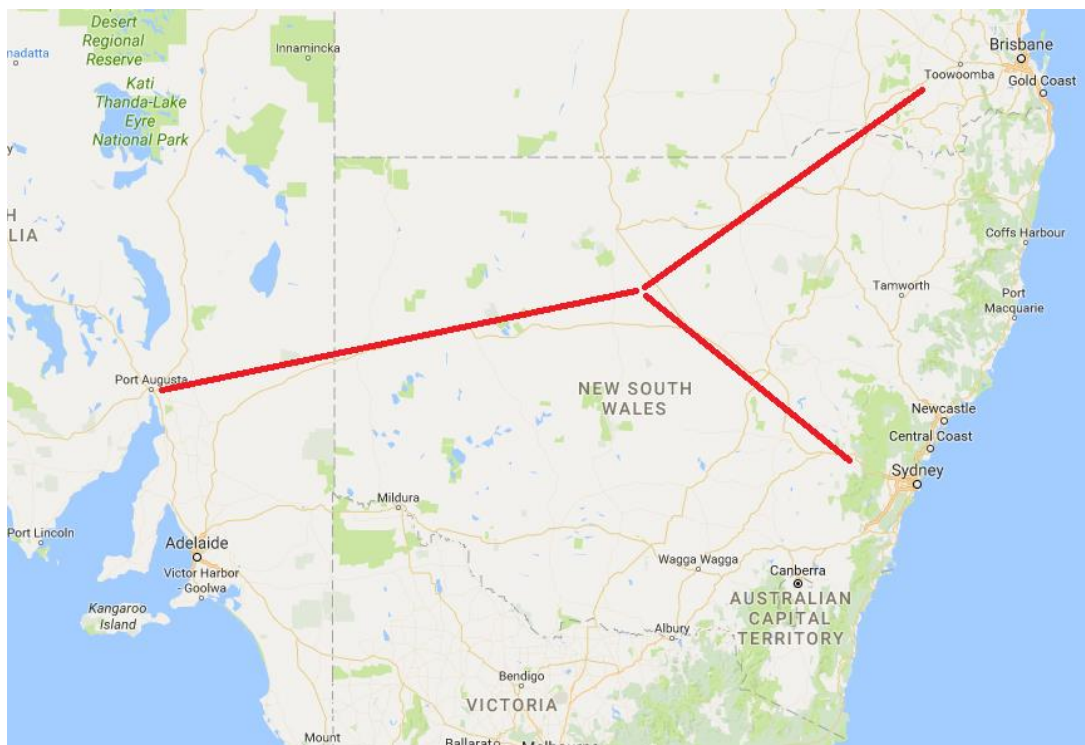 Desert
Regional
Reserve
Innamincka
nadatta
Kati
Thanda-Lake
Eyre
National Park
Brisbane
Toowoomba
Gold Coast
H
LIA
Coffs Harbour
Tamworth
Port
Macquarie
Port Augusta
NEW SOUTH
WALES
Newcastle
Central Coast
Sydney
Mildura
Port Lincoln
Adelaide
Victor Harbor
- Goolwa
Wagga Wagga
Canberra
AUSTRALIAN
CAPITAL
TERRITORY
Kangaroo
Island
Albury
Bendigo
VICTORIA
Mount
Ballarat
Melbourne